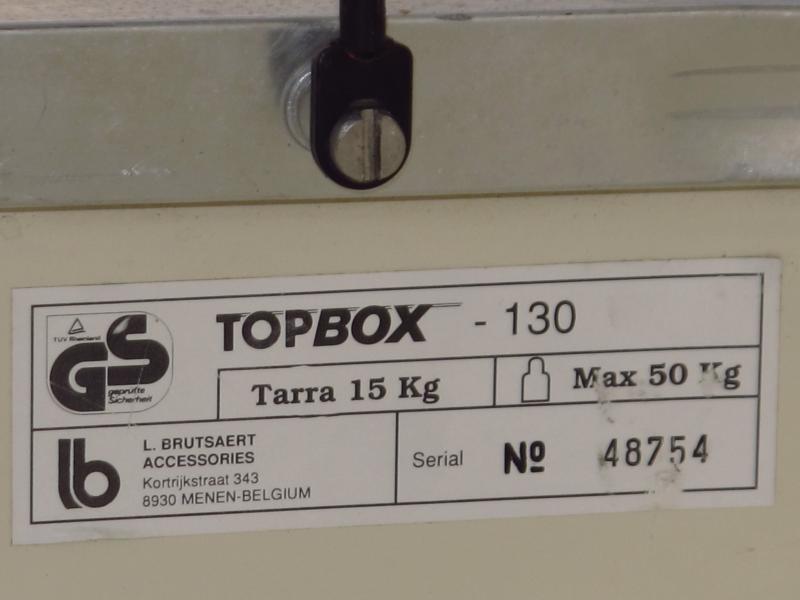 TÜV Rheinland
GS
geprüfte
Sicherheit
TOPBOX - 130
Tarra 15 Kg
Max 50 Kg
lb
L. BRUTSAERT
ACCESSORIES
Kortrijkstraat 343
8930 MENEN-BELGIUM
Serial Nº 48754